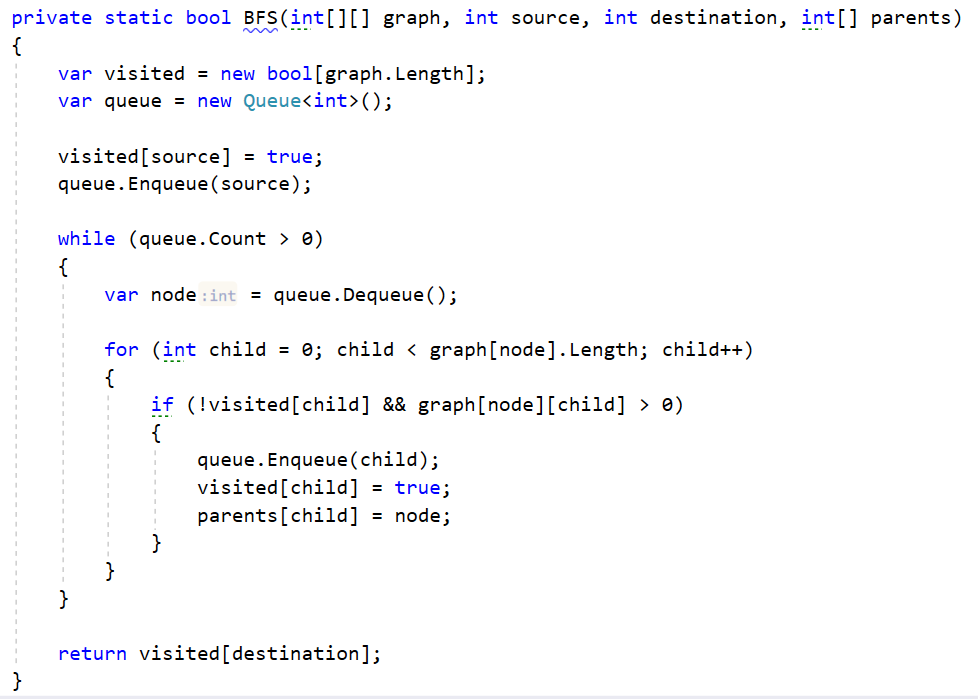 private static bool BFS(int[][] graph, int source, int destination, int[] parents)
{
    var visited = new bool[graph.Length];
    var queue = new Queue<int>();

    visited[source] = true;
    queue.Enqueue(source);

    while (queue.Count > 0)
    {
        var node :int = queue.Dequeue();

        for (int child = 0; child < graph[node].Length; child++)
        {
            if (!visited[child] && graph[node][child] > 0)
            {
                queue.Enqueue(child);
                visited[child] = true;
                parents[child] = node;
            }
        }
    }

    return visited[destination];
}